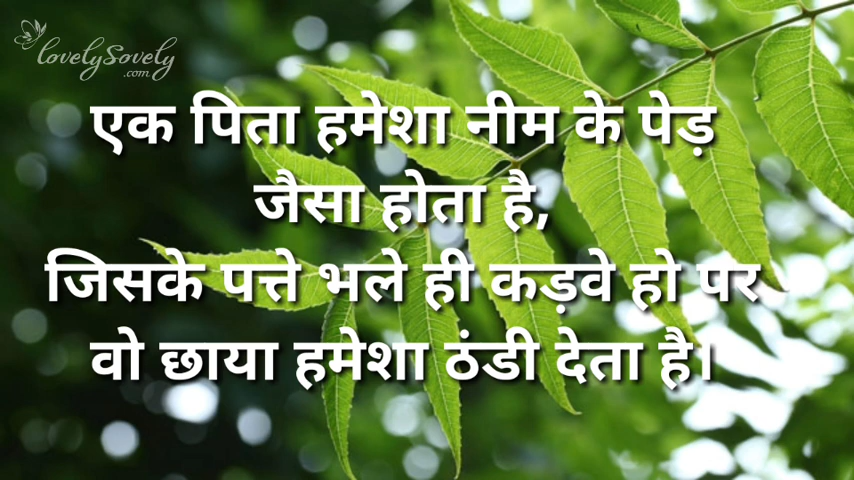 lovelySovely
.com
एक पिता हमेशा नीम के पेड़
जैसा होता है,
जिसके पत्ते भले ही कड़वे हो पर
वो छाया हमेशा ठंडी देता है।